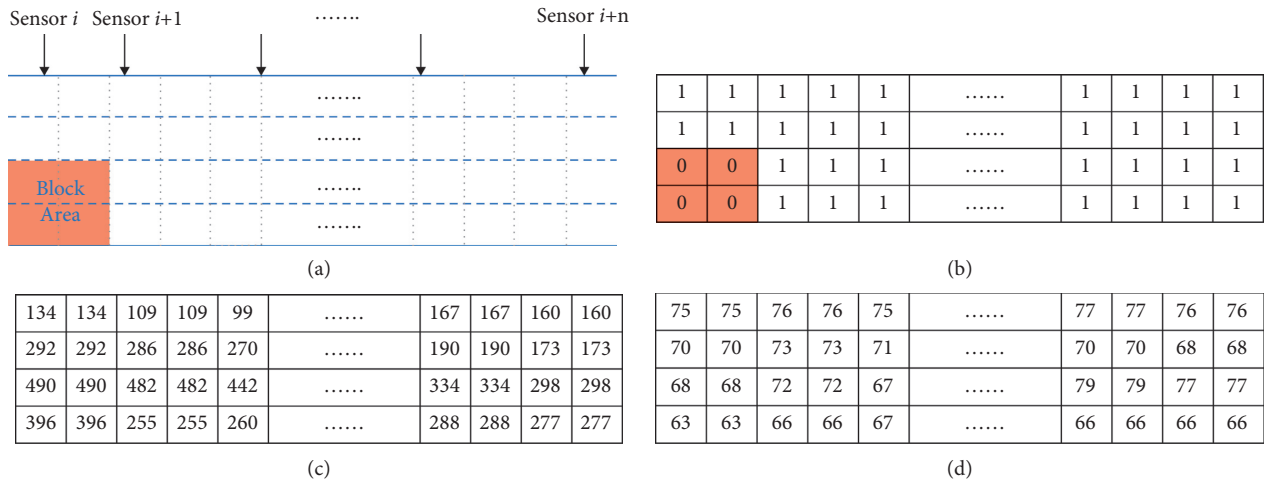 Sensor i Sensor i+1 ……. Sensor i+n
…….
…….
…….
…….
Block
Area
(a)
1 1 1 1 1 …… 1 1 1 1
1 1 1 1 1 …… 1 1 1 1
0 0 1 1 1 …… 1 1 1 1
0 0 1 1 1 …… 1 1 1 1
(b)
134 134 109 109 99 …… 167 167 160 160
292 292 286 286 270 …… 190 190 173 173
490 490 482 482 442 …… 334 334 298 298
396 396 255 255 260 …… 288 288 277 277
(c)
75 75 76 76 75 …… 77 77 76 76
70 70 73 73 71 …… 70 70 68 68
68 68 72 72 67 …… 79 79 77 77
63 63 66 66 67 …… 66 66 66 66
(d)